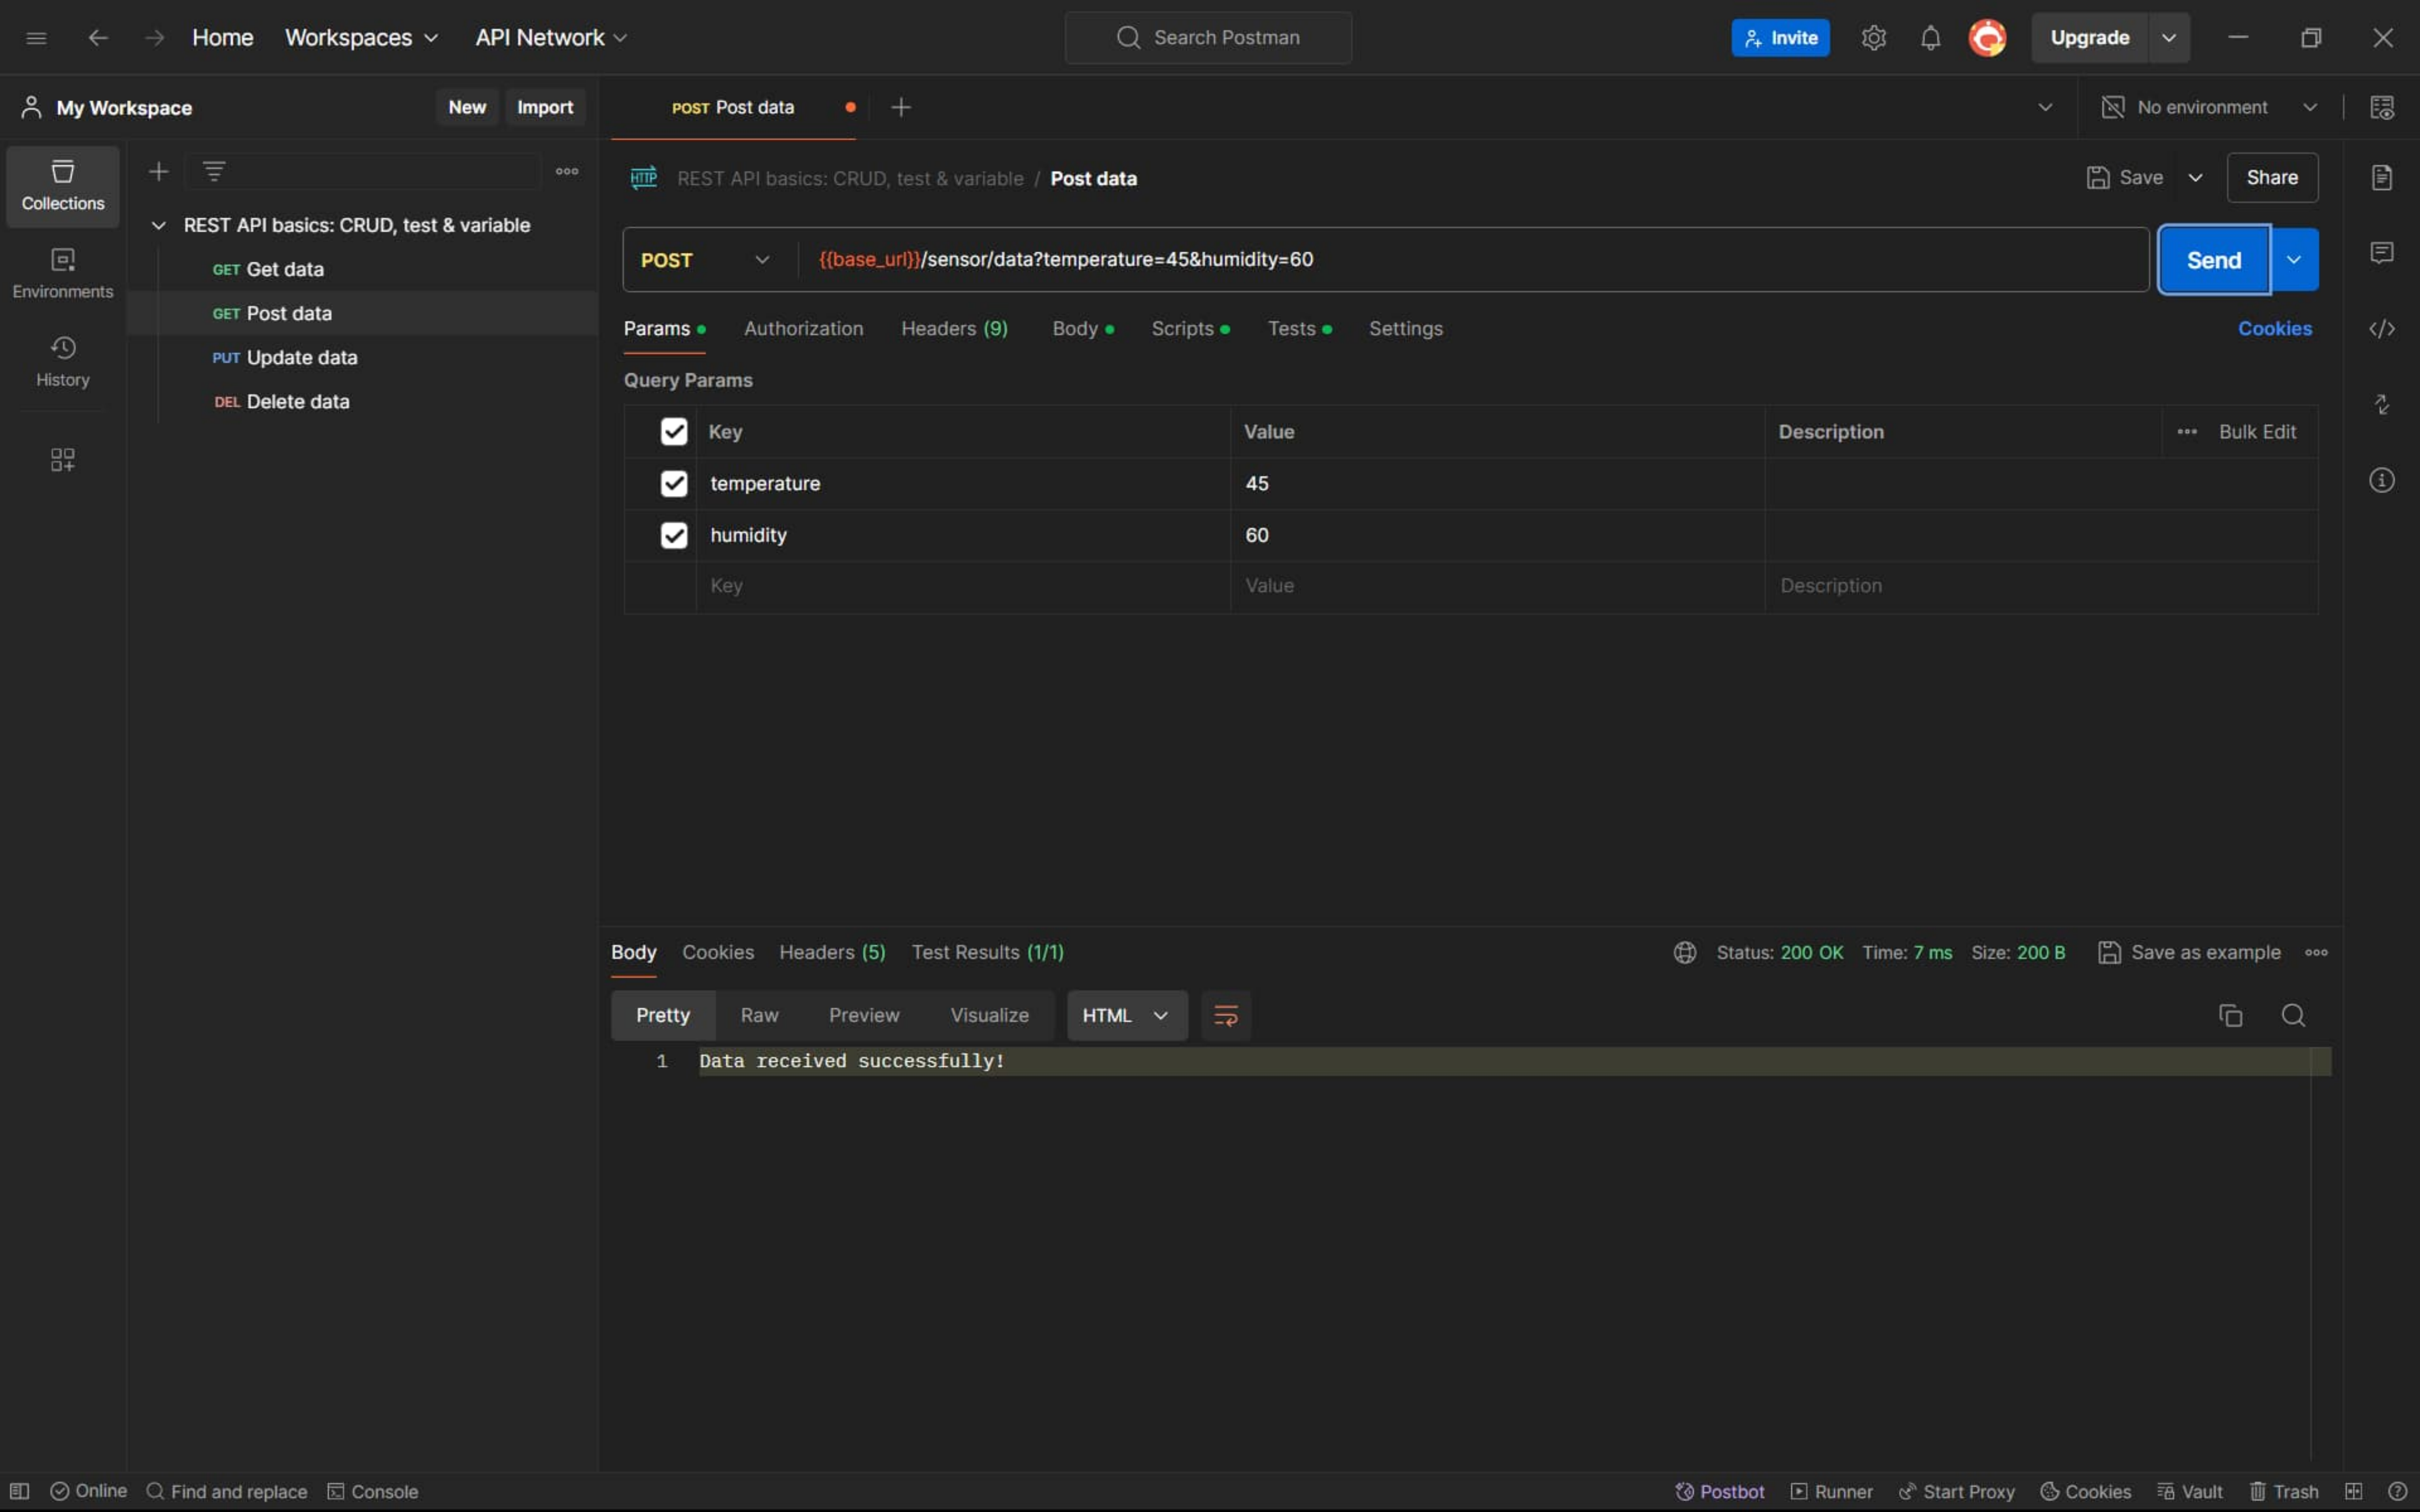 Home Workspaces API Network Search Postman Invite Upgrade
My Workspace New Import POST Post data No environment
Collections
REST API basics: CRUD, test & variable / Post data Save Share
REST API basics: CRUD, test & variable
GET Get data
GET Post data
PUT Update data
DEL Delete data
Environments
History
POST {{base_url}}/sensor/data?temperature=45&humidity=60 Send
Params Authorization Headers (9) Body Scripts Tests Settings Cookies
Query Params
Key Value Description Bulk Edit
temperature 45
humidity 60
Key Value Description
Body Cookies Headers (5) Test Results (1/1) Status: 200 OK Time: 7 ms Size: 200 B Save as example
Pretty Raw Preview Visualize HTML
1 Data received successfully!
Online Find and replace Console Postbot Runner Start Proxy Cookies Vault Trash